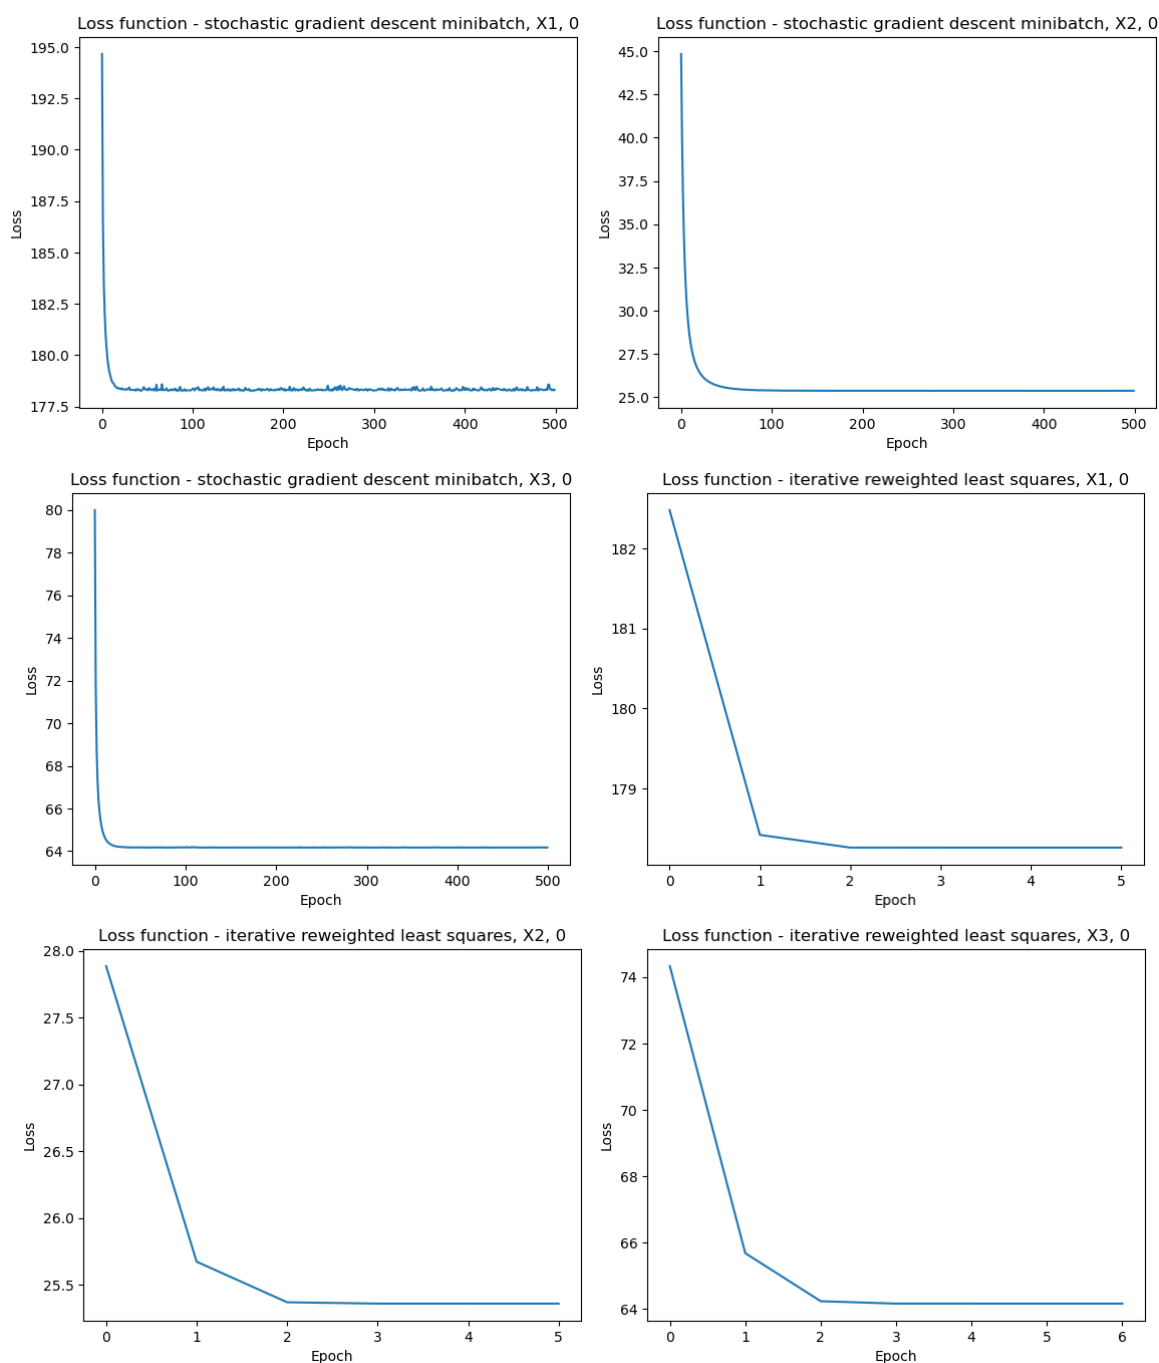 Loss function - stochastic gradient descent minibatch, X1, 0
195.0
192.5
190.0
187.5
185.0
182.5
180.0
177.5
Loss
0 100 200 300 400 500
Epoch
Loss function - stochastic gradient descent minibatch, X2, 0
45.0
42.5
40.0
37.5
35.0
32.5
30.0
27.5
25.0
Loss
0 100 200 300 400 500
Epoch
Loss function - stochastic gradient descent minibatch, X3, 0
80
78
76
74
72
70
68
66
64
Loss
0 100 200 300 400 500
Epoch
Loss function - iterative reweighted least squares, X1, 0
182
181
180
179
Loss
0 1 2 3 4 5
Epoch
Loss function - iterative reweighted least squares, X2, 0
28.0
27.5
27.0
26.5
26.0
25.5
Loss
0 1 2 3 4 5
Epoch
Loss function - iterative reweighted least squares, X3, 0
74
72
70
68
66
64
Loss
0 1 2 3 4 5 6
Epoch